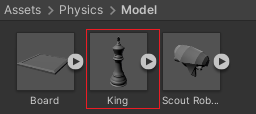 Assets > Physics > Model
Board King Scout Rob...